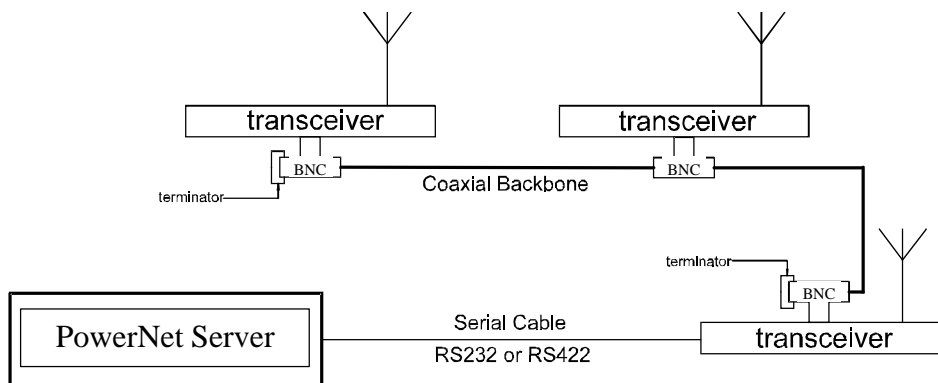 transceiver
transceiver
BNC
BNC
Coaxial Backbone
terminator
terminator
BNC
PowerNet Server
Serial Cable
RS232 or RS422
transceiver